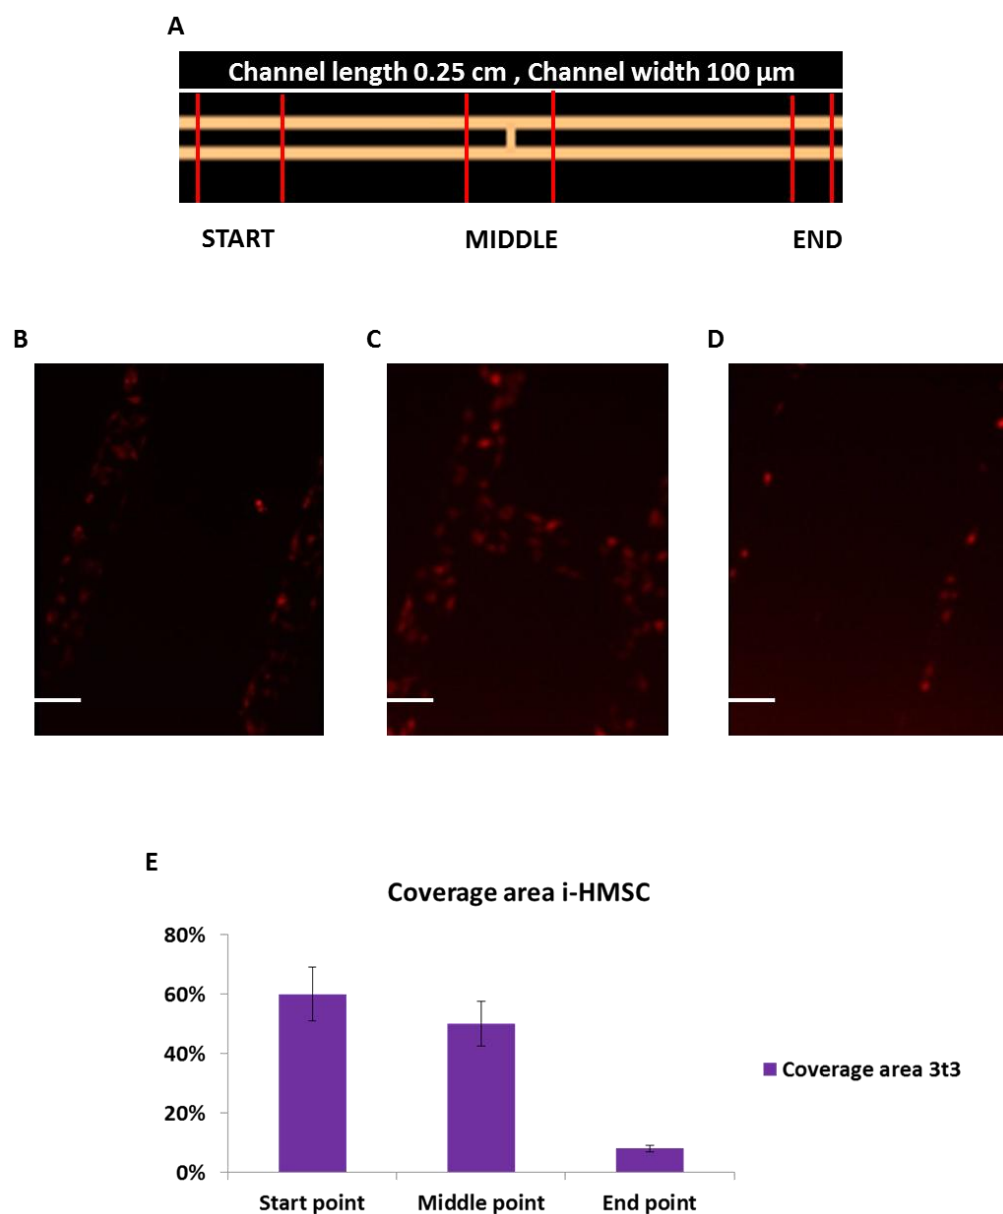 A
Channel length 0.25 cm , Channel width 100 µm
START MIDDLE END
B C D
E
Coverage area i-HMSC
80%
60%
40%
20%
0%
Start point Middle point End point
Coverage area 3t3